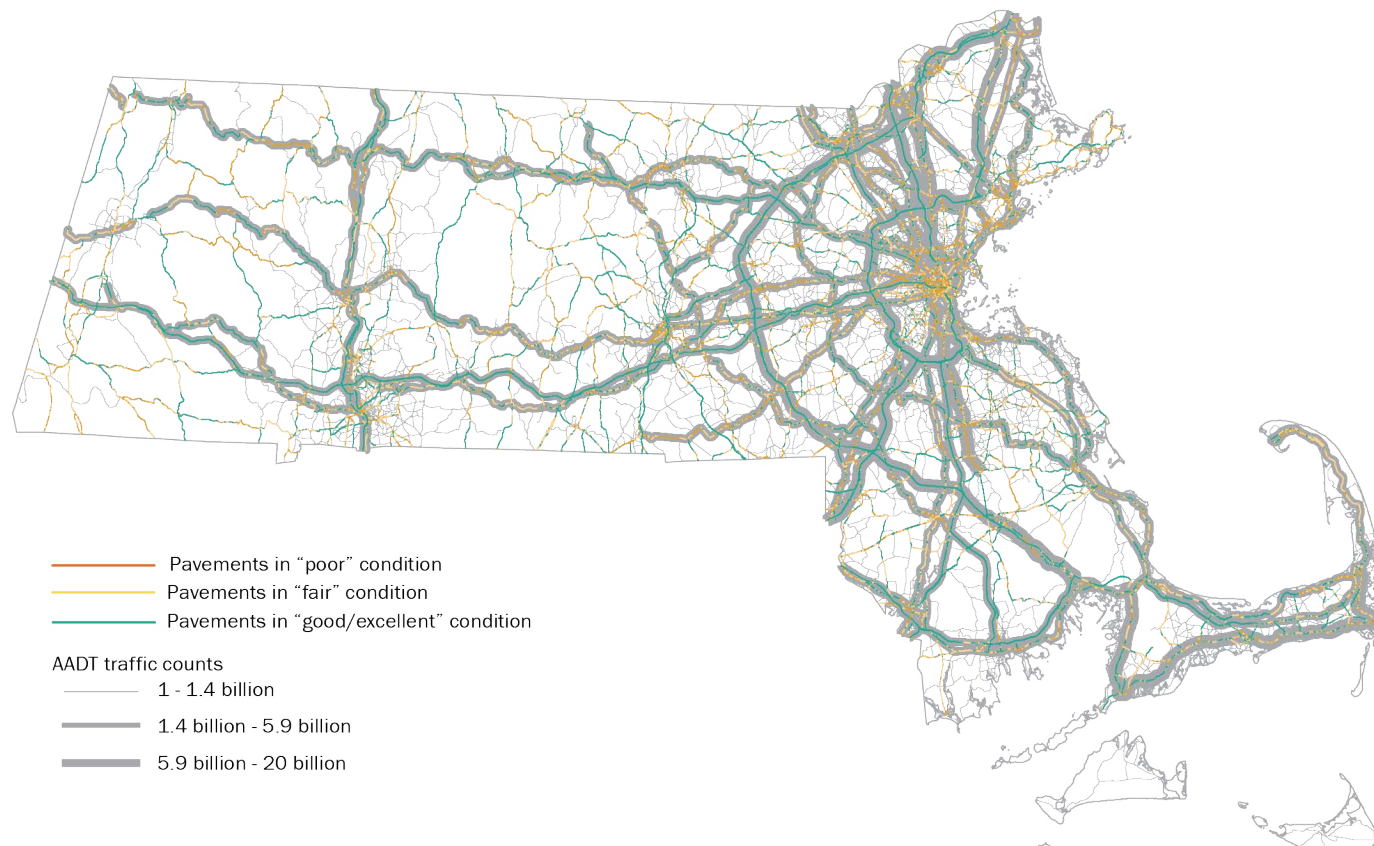 Pavements in “poor” condition
Pavements in “fair” condition
Pavements in “good/excellent” condition
AADT traffic counts
1 - 1.4 billion
1.4 billion - 5.9 billion
5.9 billion - 20 billion